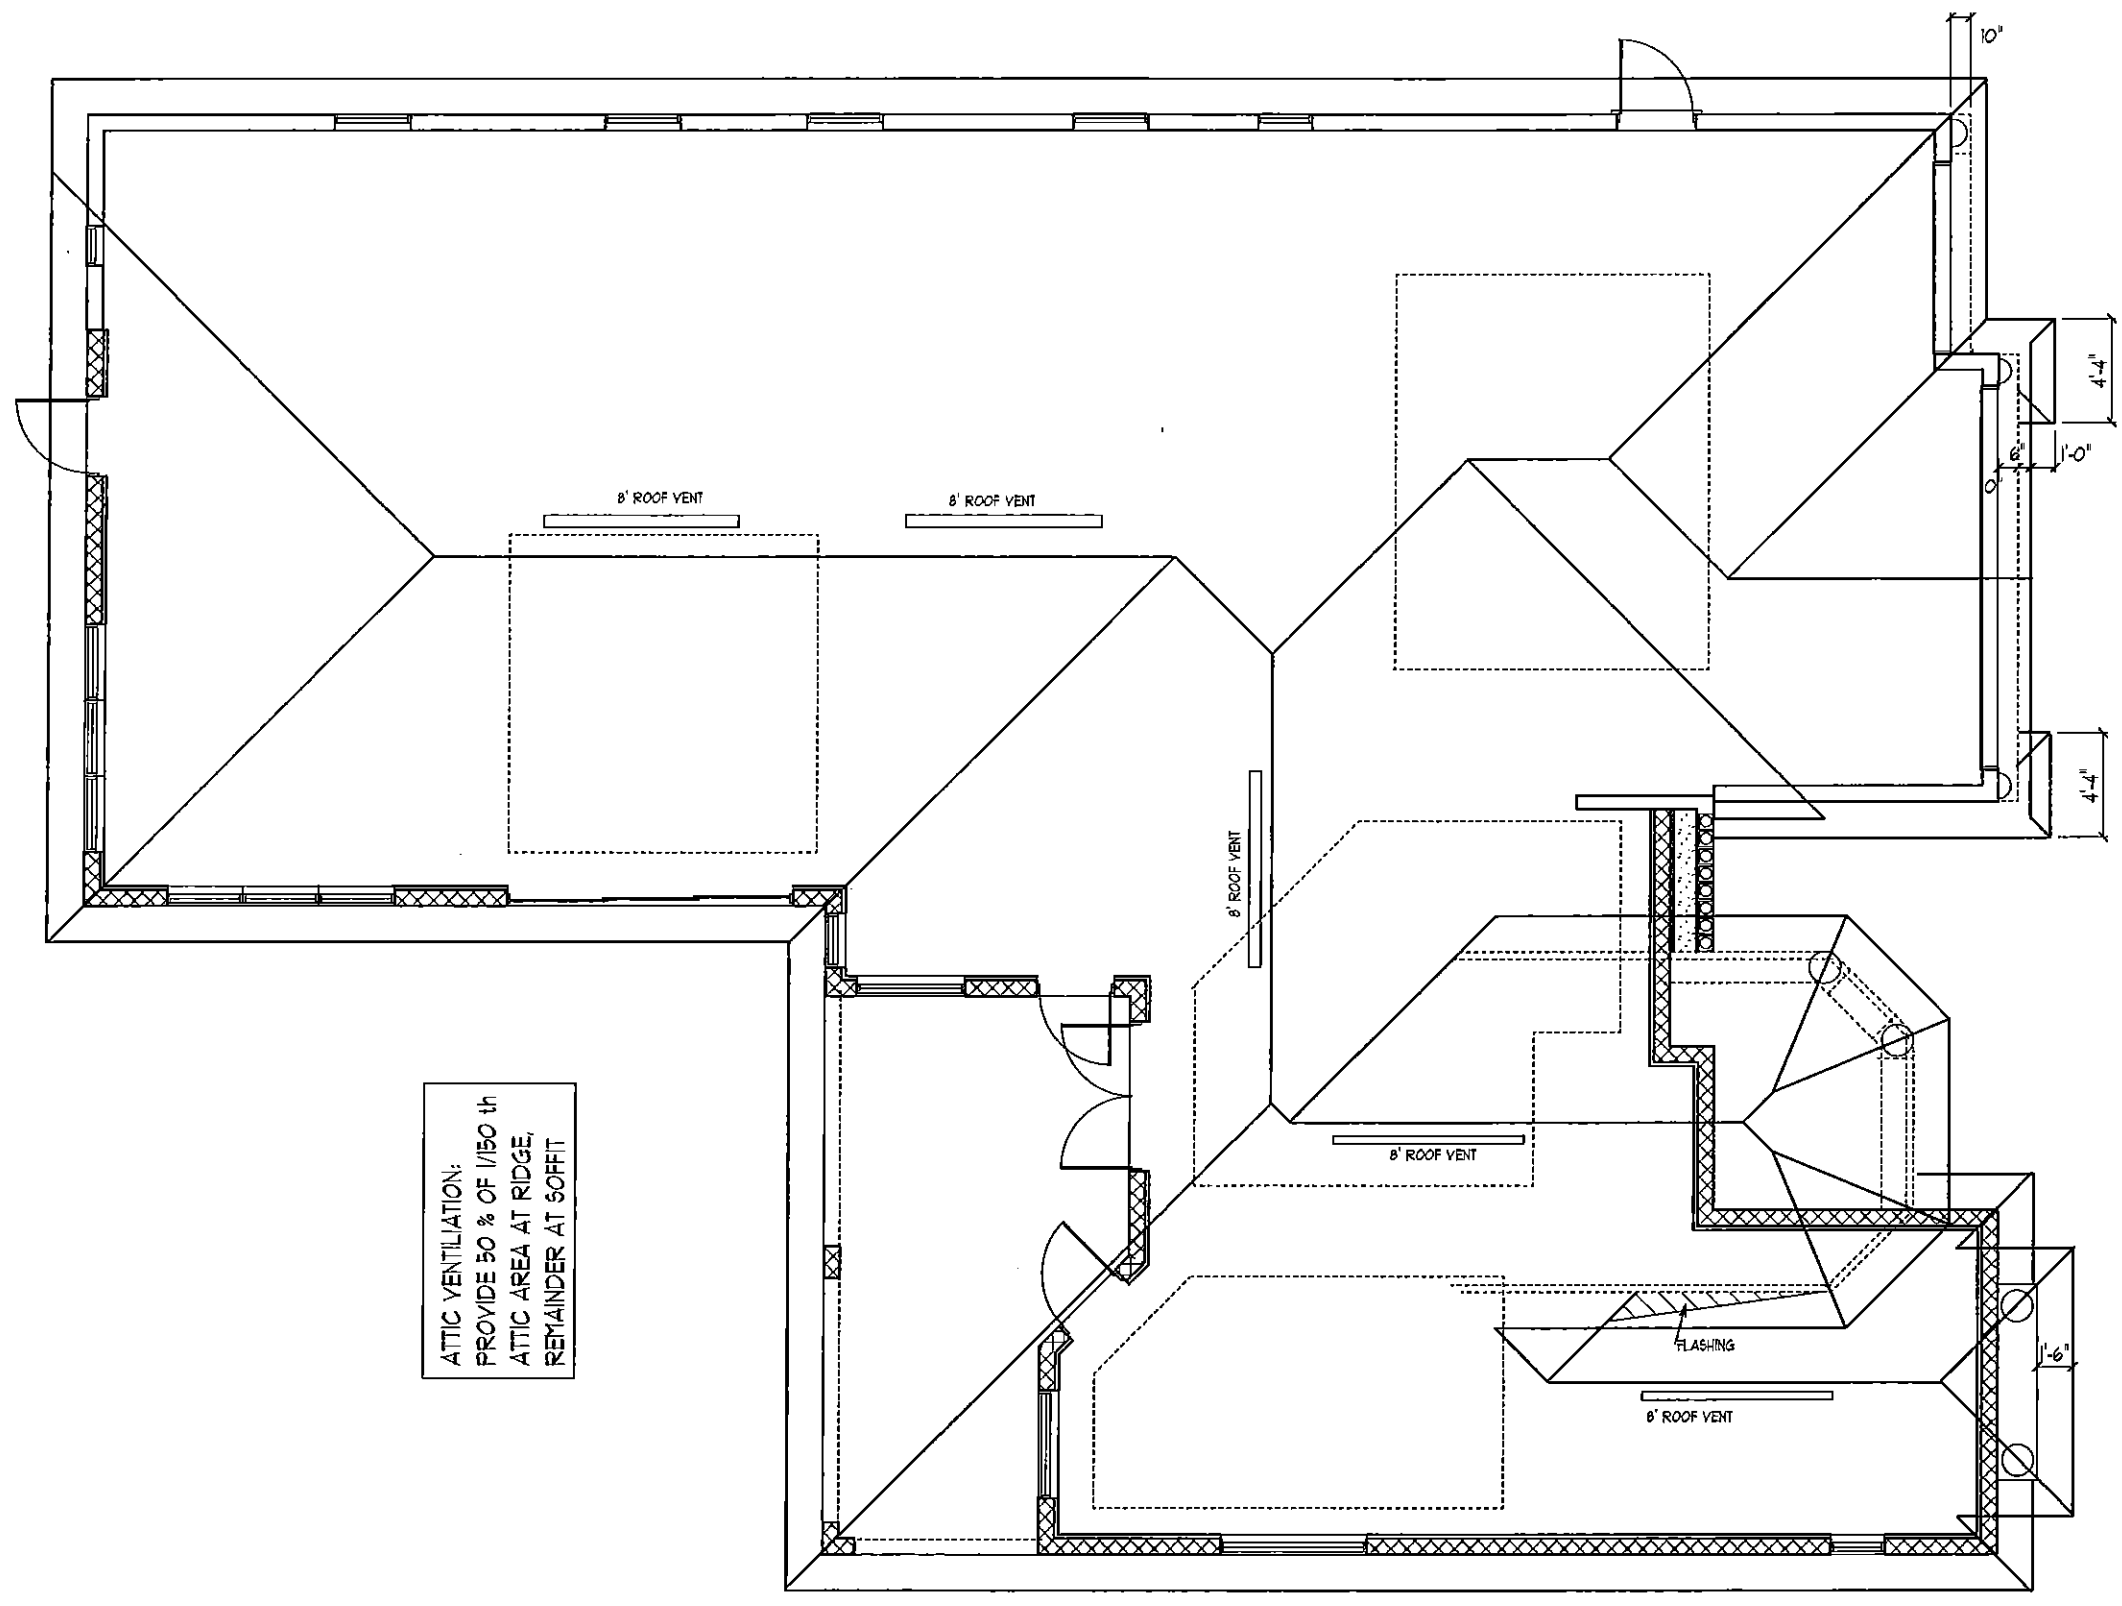 10"
4'-4"
6"
1'-0"
8' ROOF VENT
8' ROOF VENT
4'-4"
8' ROOF VENT
ATTIC VENTILIATION:
PROVIDE 50 % OF 1/150 th
ATTIC AREA AT RIDGE,
REMAINDER AT SOFFIT
8' ROOF VENT
FLASHING
1'-6"
8' ROOF VENT